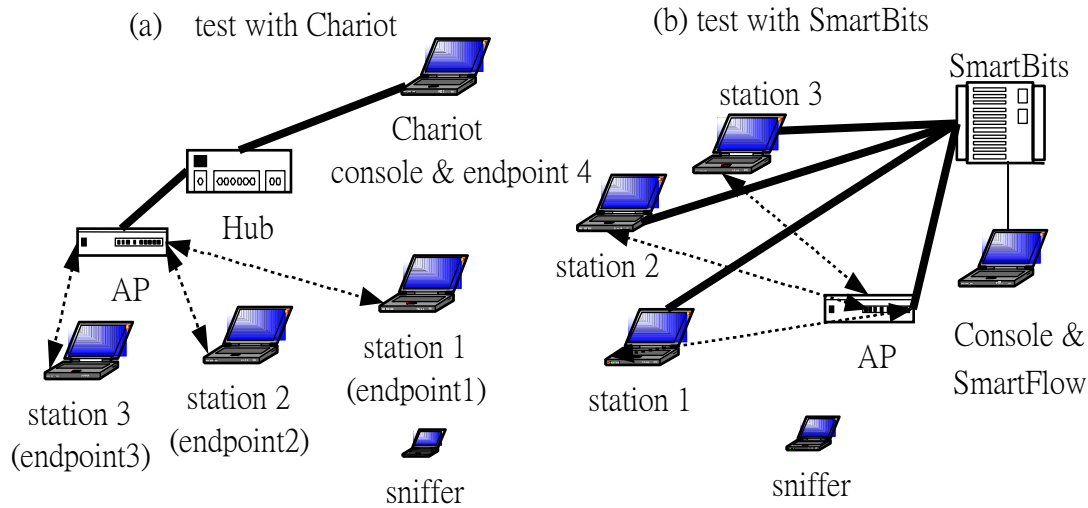 (a) test with Chariot
Chariot
console & endpoint 4
Hub
AP
station 1
(endpoint1)
station 2
(endpoint2)
station 3
(endpoint3)
sniffer
(b) test with SmartBits
SmartBits
station 3
station 2
station 1
AP
Console &
SmartFlow
sniffer